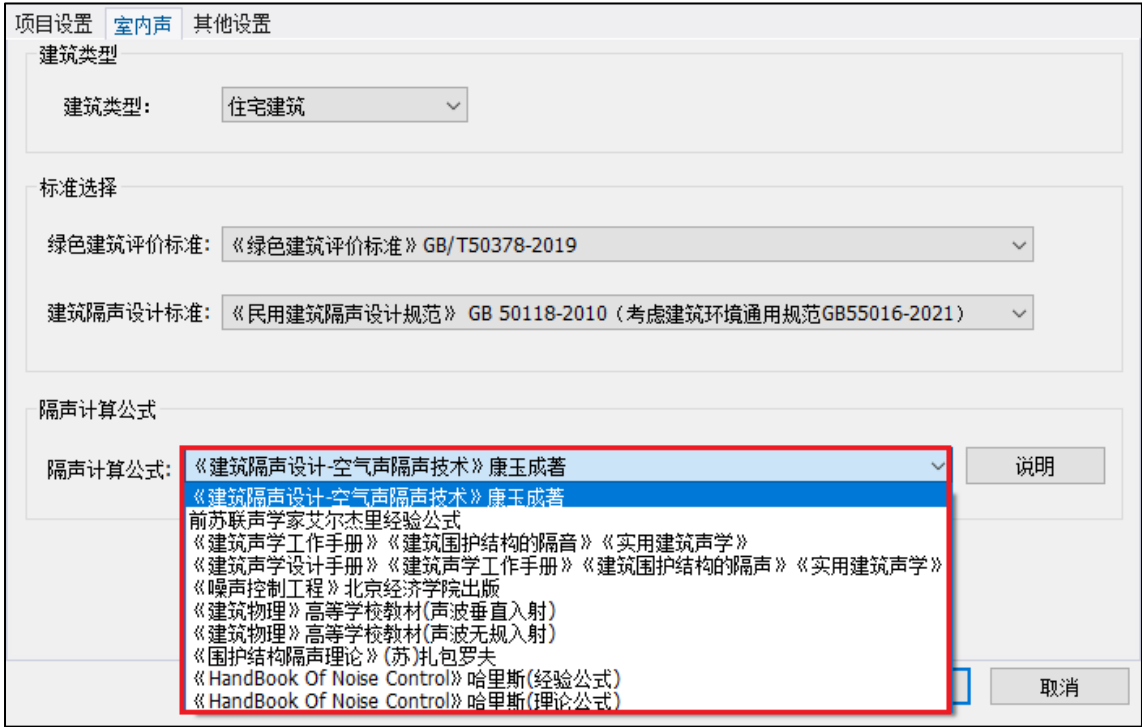 项目设置 室内声 其他设置
建筑类型
建筑类型: 住宅建筑
标准选择
绿色建筑评价标准: 《绿色建筑评价标准》GB/T50378-2019
建筑隔声设计标准: 《民用建筑隔声设计规范》 GB 50118-2010（考虑建筑环境通用规范GB55016-2021）
隔声计算公式
隔声计算公式: 《建筑隔声设计-空气声隔声技术》康玉成著 说明
《建筑隔声设计-空气声隔声技术》康玉成著
前苏联声学家艾尔杰里经验公式
《建筑声学工作手册》《建筑围护结构的隔音》《实用建筑声学》
《建筑声学设计手册》《建筑声学工作手册》《建筑围护结构的隔声》《实用建筑声学》
《噪声控制工程》北京经济学院出版
《建筑物理》高等学校教材(声波垂直入射)
《建筑物理》高等学校教材(声波无规入射)
《围护结构隔声理论》(苏)扎包罗夫
《HandBook Of Noise Control》哈里斯(经验公式)
《HandBook Of Noise Control》哈里斯(理论公式)
取消